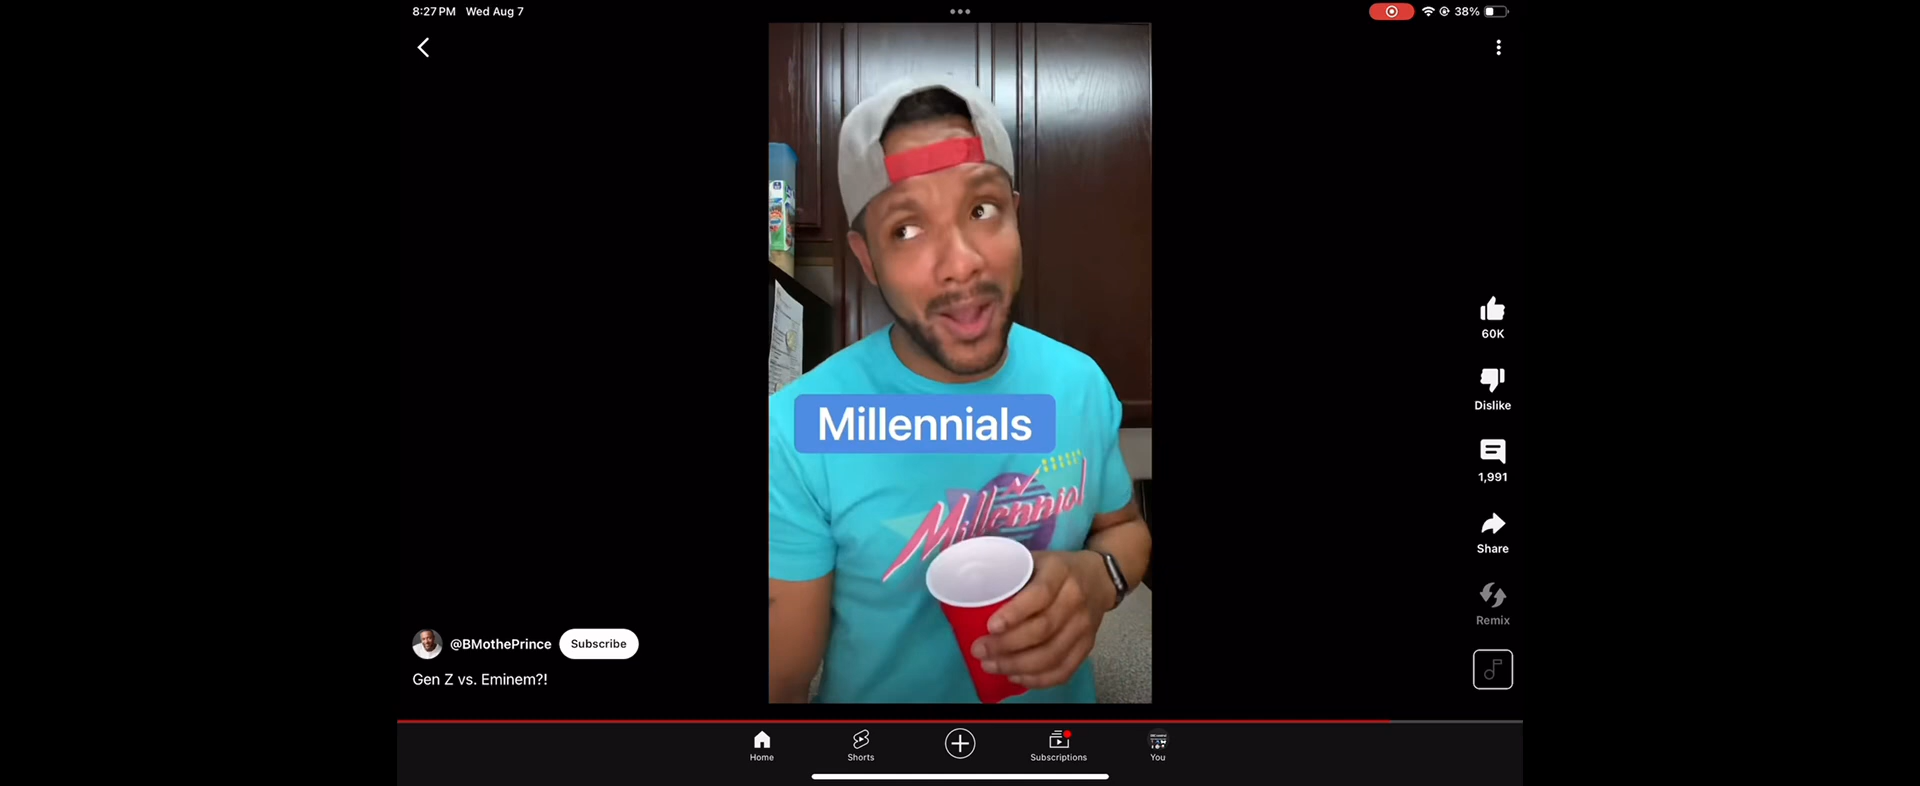 8:27 PM Wed Aug 7
38%
Millennials
Millennial
60K
Dislike
1,991
Share
Remix
@BMothePrince Subscribe
Gen Z vs. Eminem?!
Home Shorts Subscriptions You